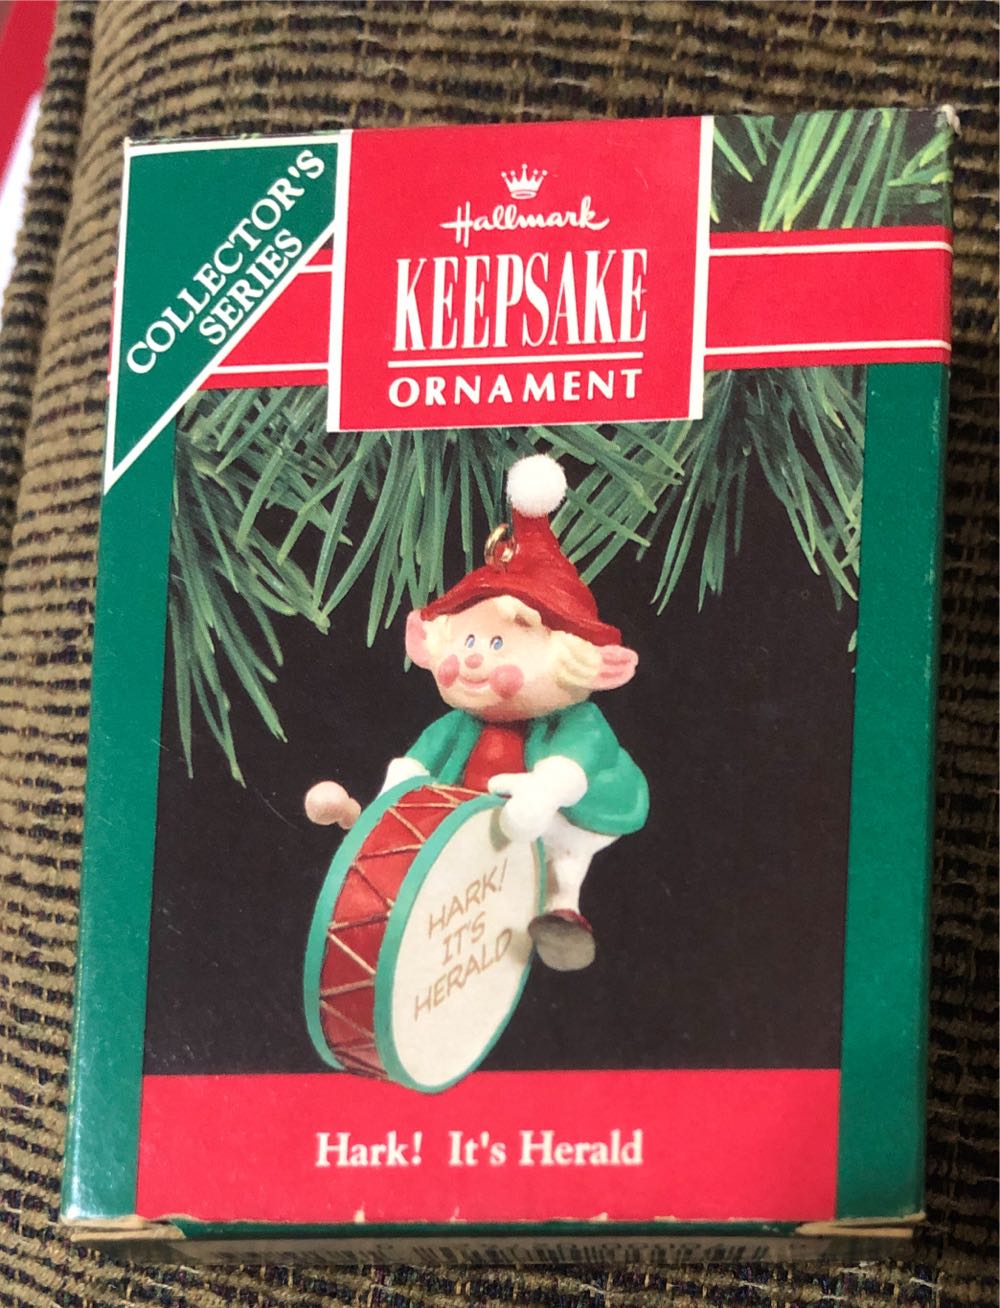 COLLECTOR'S
SERIES
Hallmark
KEEPSAKE
ORNAMENT
HARK!
IT'S
HERALD
Hark! It's Herald